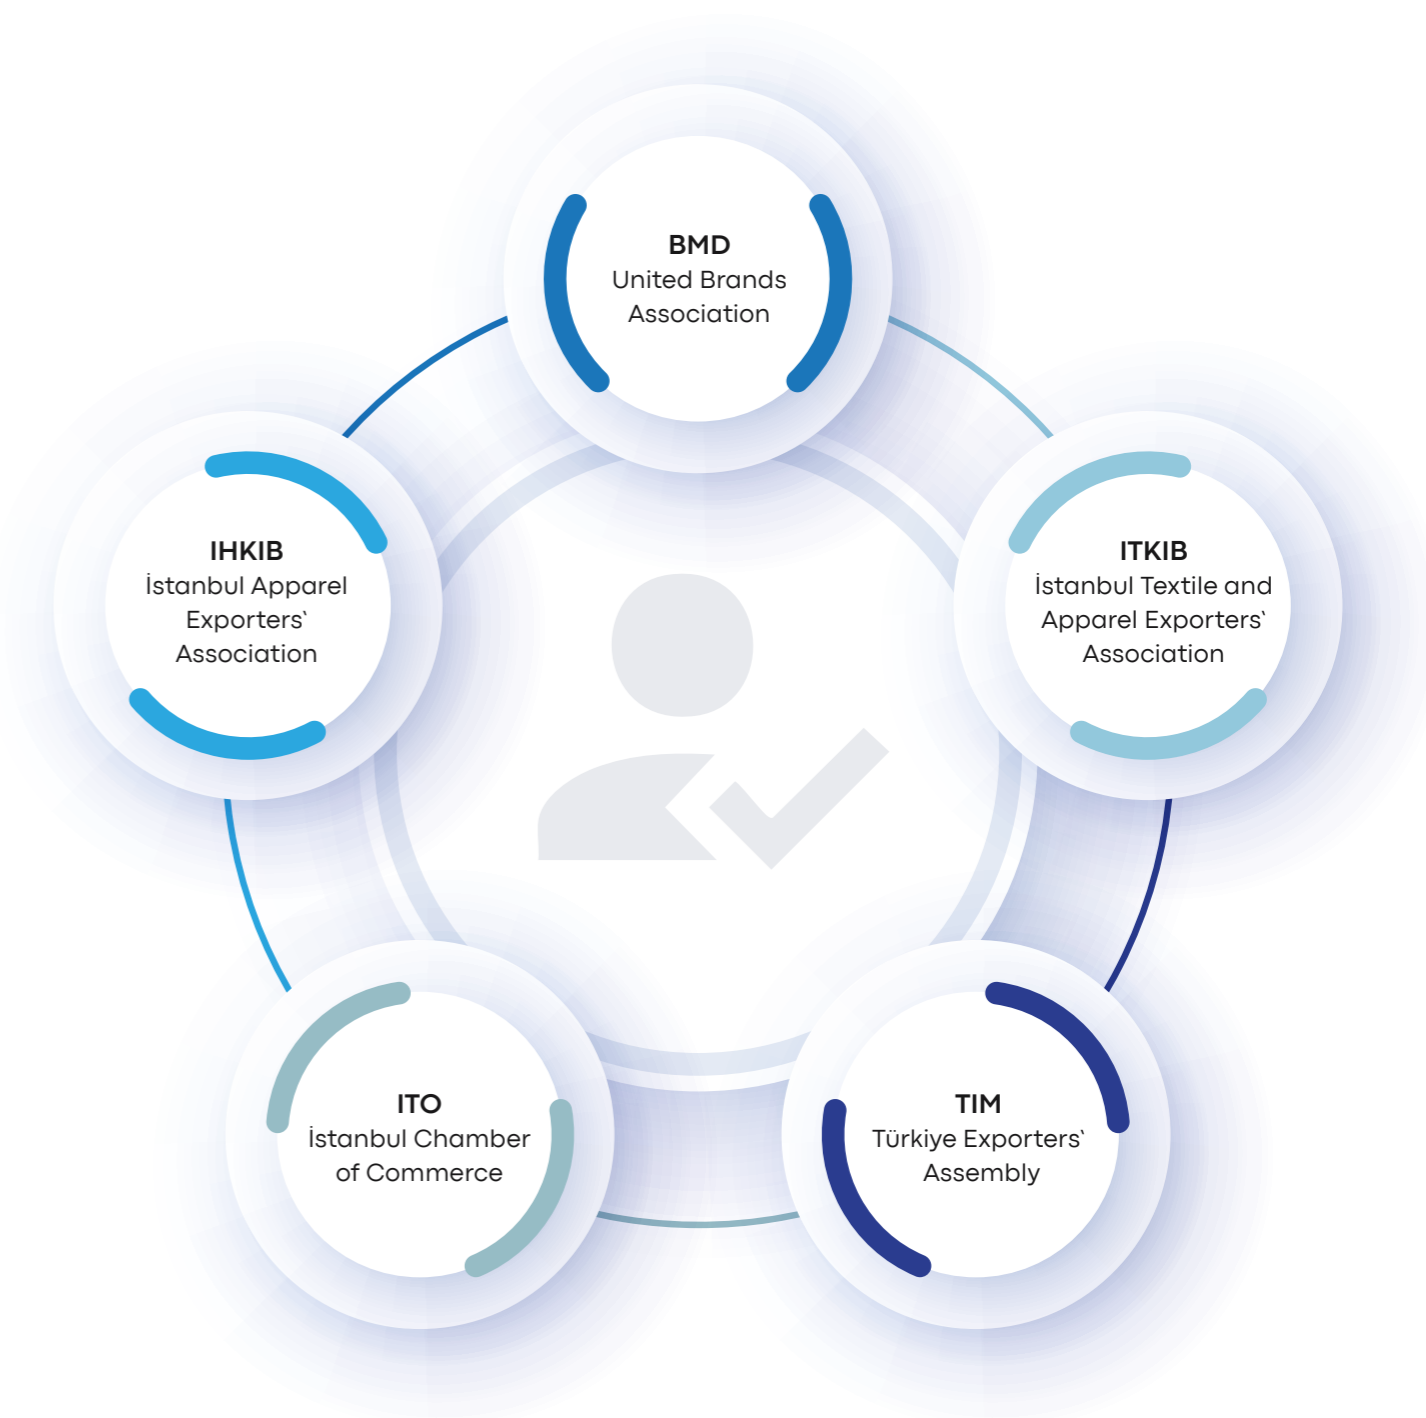 BMD
United Brands
Association
IHKIB
İstanbul Apparel
Exporters‵
Association
ITKIB
İstanbul Textile and
Apparel Exporters‵
Association
ITO
İstanbul Chamber
of Commerce
TIM
Türkiye Exporters‵
Assembly